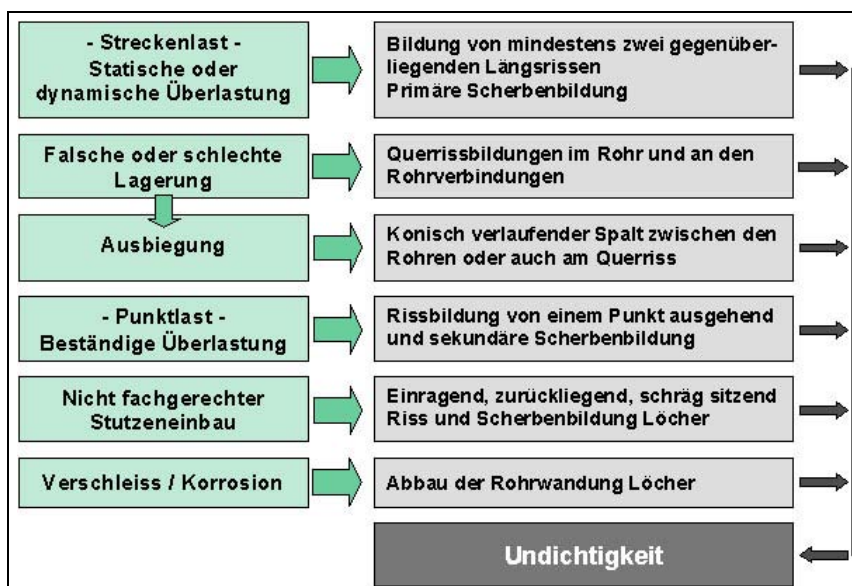 - Streckenlast -
Statische oder
dynamische Überlastung
Bildung von mindestens zwei gegenüber-
liegenden Längsrissen
Primäre Scherbenbildung
Falsche oder schlechte
Lagerung
Querrissbildungen im Rohr und an den
Rohrverbindungen
Ausbiegung
Konisch verlaufender Spalt zwischen den
Rohren oder auch am Querriss
- Punktlast -
Beständige Überlastung
Rissbildung von einem Punkt ausgehend
und sekundäre Scherbenbildung
Nicht fachgerechter
Stutzeneinbau
Einragend, zurückliegend, schräg sitzend
Riss und Scherbenbildung Löcher
Verschleiss / Korrosion
Abbau der Rohrwandung Löcher
Undichtigkeit